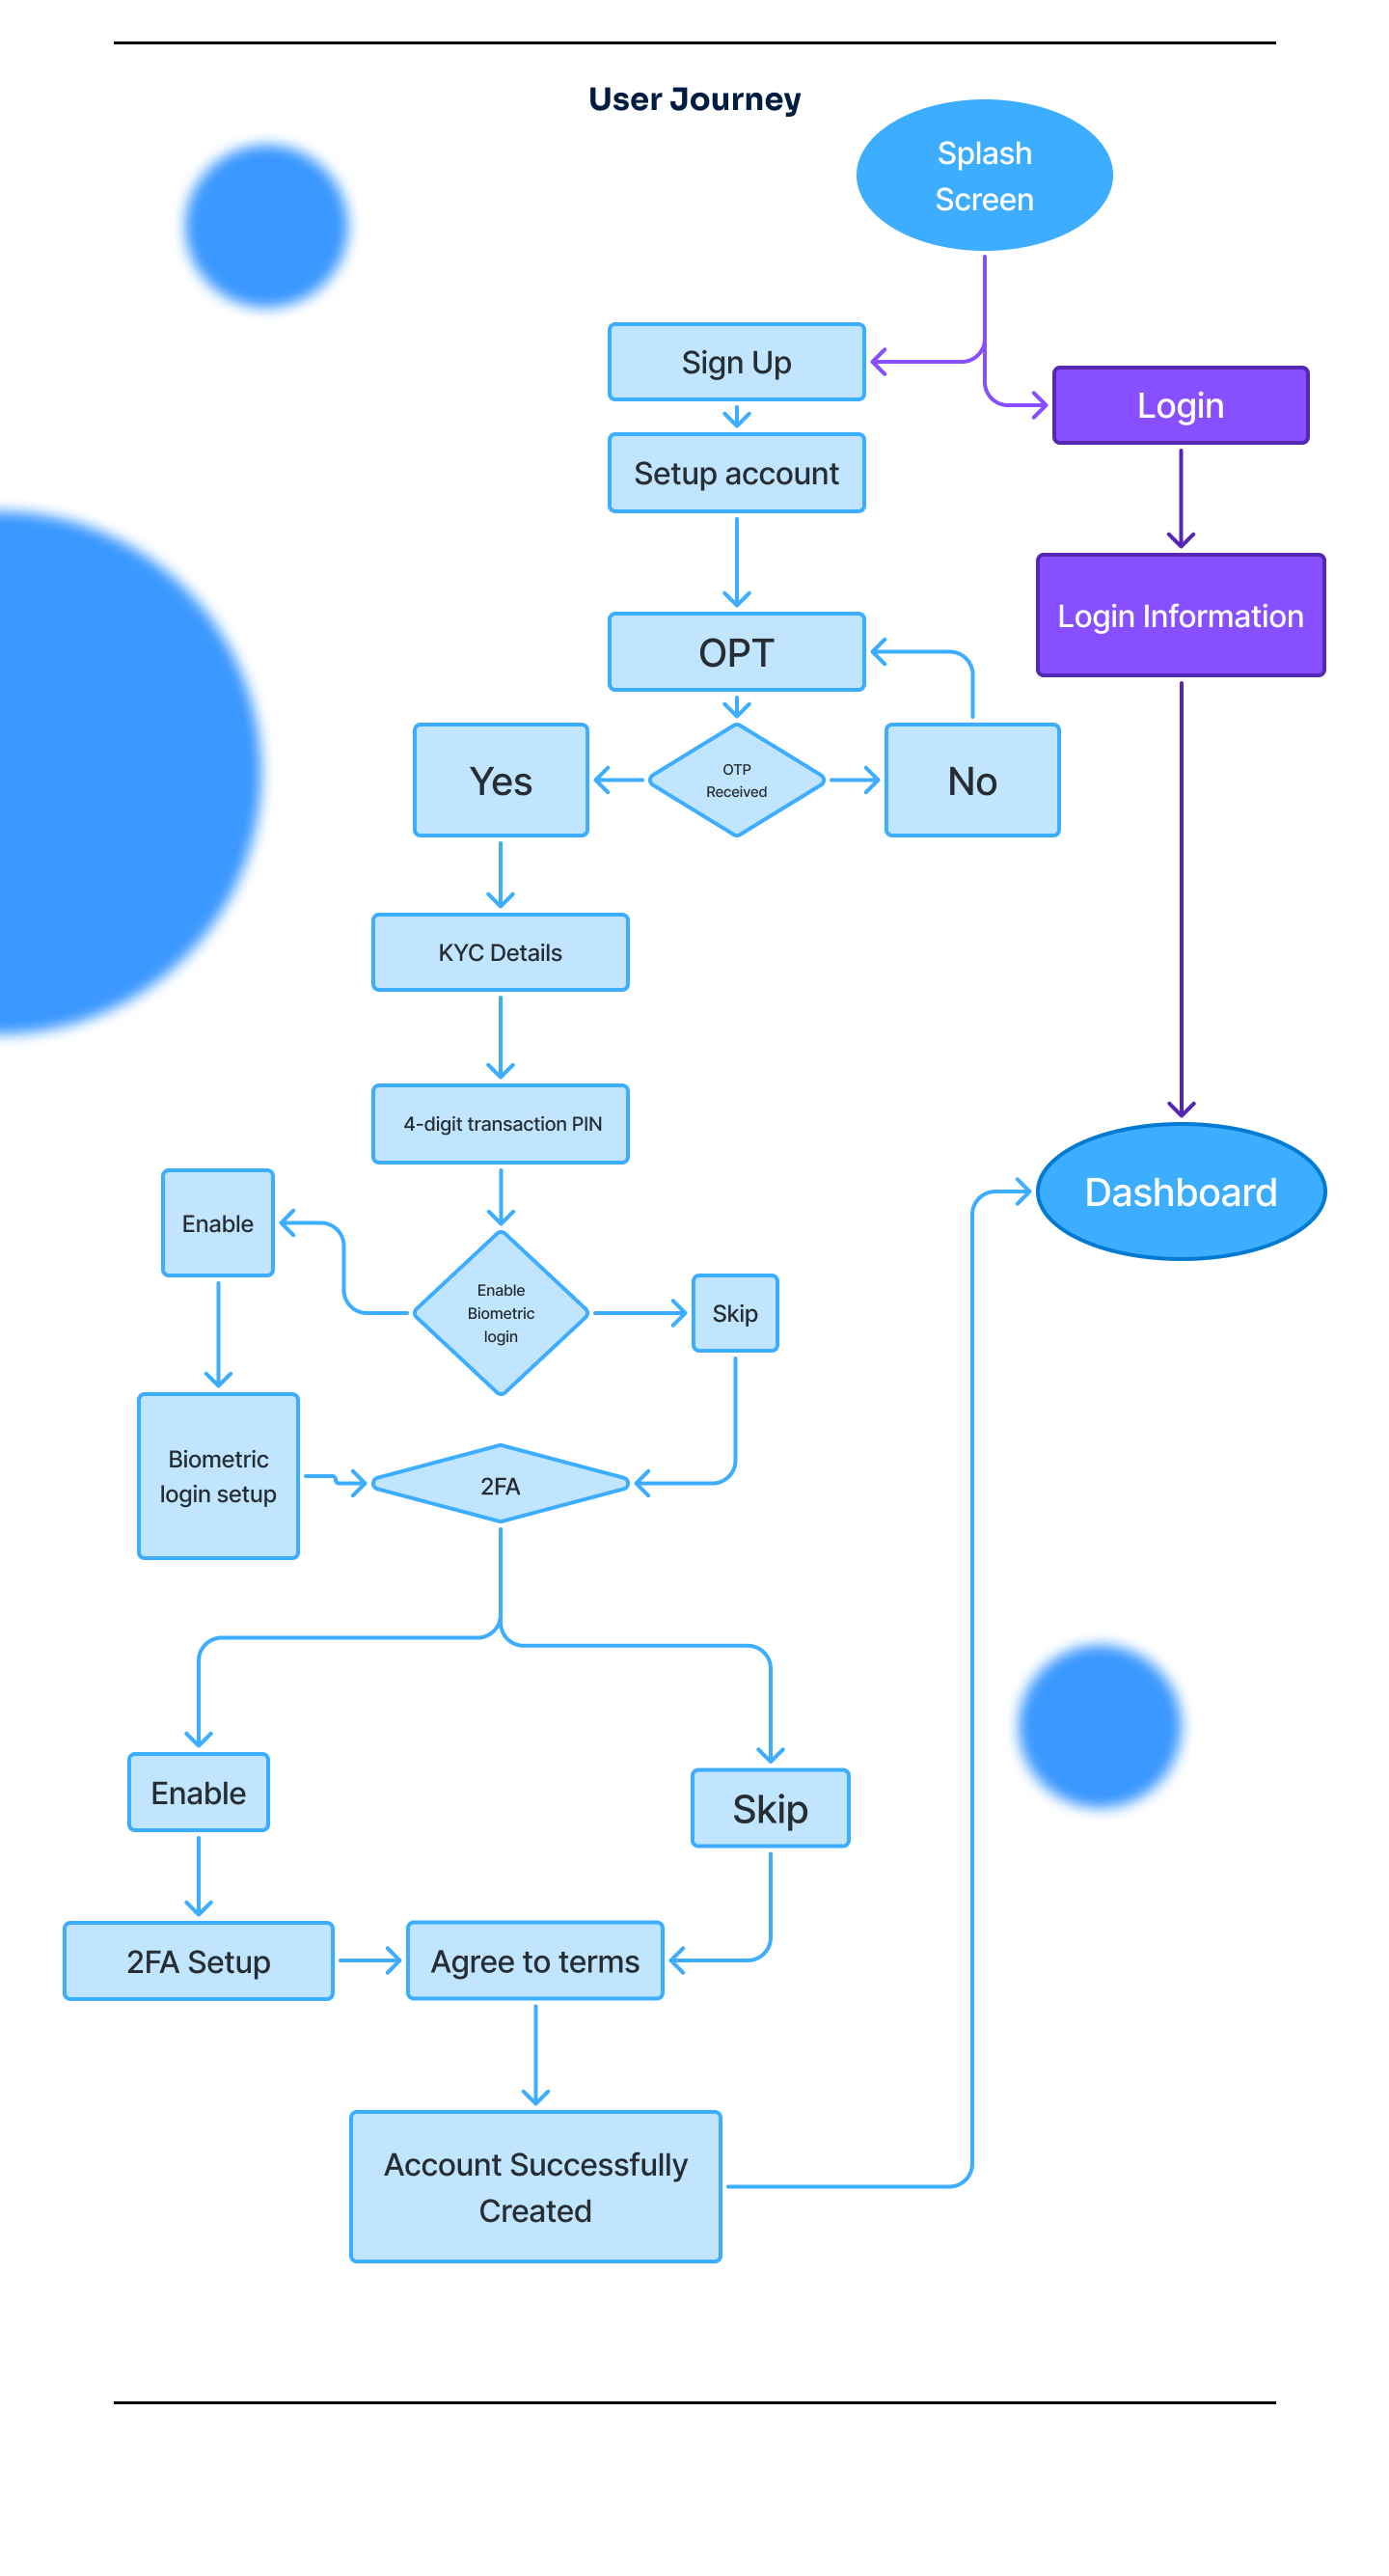 User Journey
Splash
Screen
Sign Up
Login
Setup account
Login Information
OPT
Yes
OTP
Received
No
KYC Details
4-digit transaction PIN
Dashboard
Enable
Enable
Biometric
login
Skip
Biometric
login setup
2FA
Enable
Skip
2FA Setup
Agree to terms
Account Successfully
Created